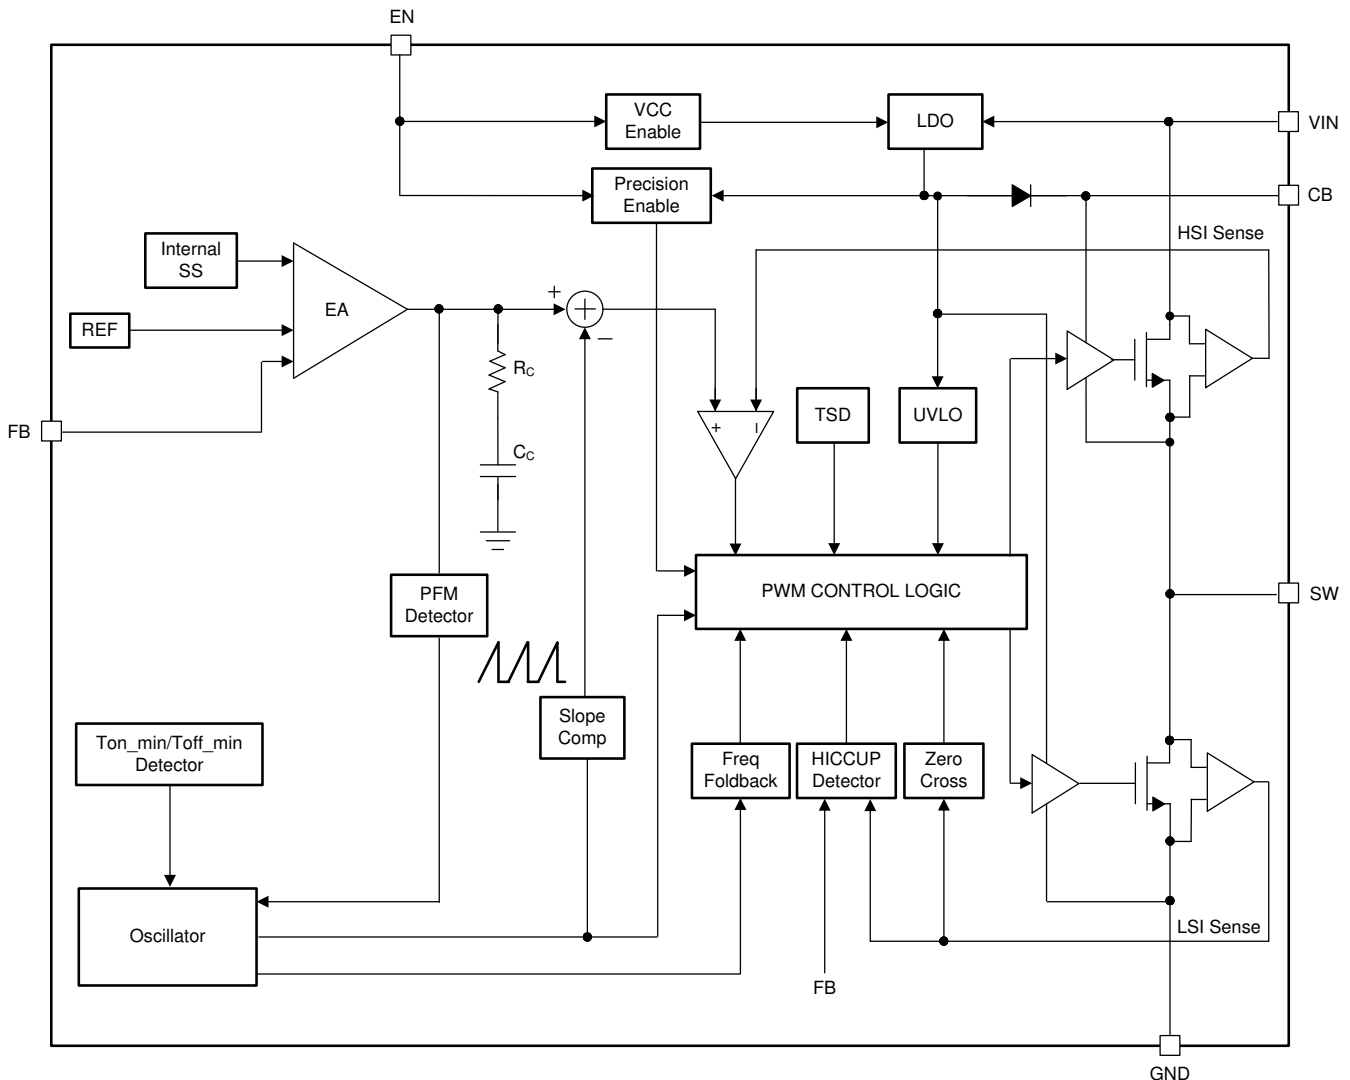 EN
VCC
Enable
LDO
VIN
Precision
Enable
CB
HSI Sense
Internal
SS
EA
+
+
−
REF
RC
FB
TSD
UVLO
+
−
CC
PWM CONTROL LOGIC
SW
PFM
Detector
Slope
Comp
Ton_min/Toff_min
Detector
Freq
Foldback
HICCUP
Detector
Zero
Cross
Oscillator
LSI Sense
FB
GND